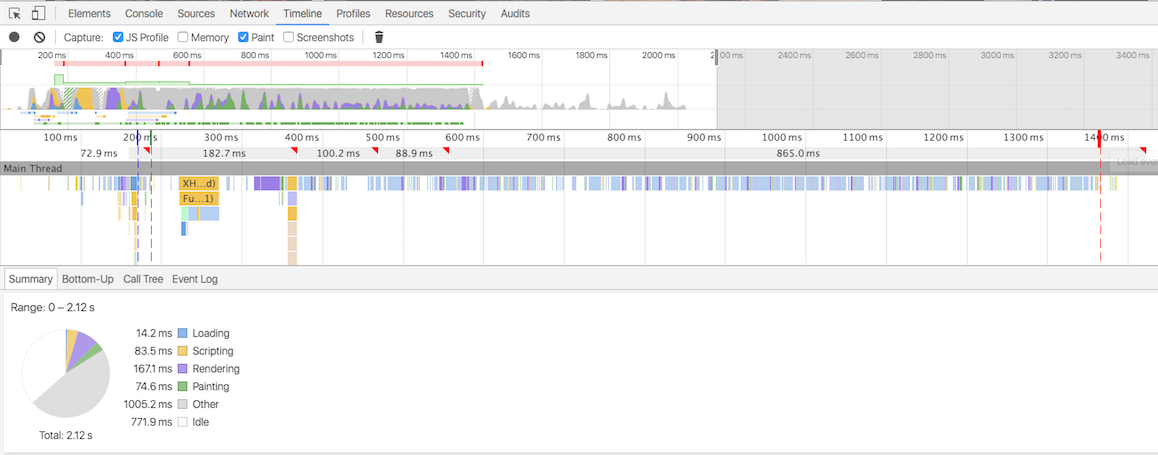 Elements Console Sources Network Timeline Profiles Resources Security Audits
Capture: JS Profile Memory Paint Screenshots
200 ms 400 ms 600 ms 800 ms 1000 ms 1200 ms 1400 ms 1600 ms 1800 ms 2000 ms 2200 ms 2400 ms 2600 ms 2800 ms 3000 ms 3200 ms 3400 ms
100 ms 200 ms 300 ms 400 ms 500 ms 600 ms 700 ms 800 ms 900 ms 1000 ms 1100 ms 1200 ms 1300 ms 1400 ms
72.9 ms 182.7 ms 100.2 ms 88.9 ms 865.0 ms
Main Thread
XH...d)
Fu...1)
Summary Bottom-Up Call Tree Event Log
Range: 0 – 2.12 s
14.2 ms Loading
83.5 ms Scripting
167.1 ms Rendering
74.6 ms Painting
1005.2 ms Other
771.9 ms Idle
Total: 2.12 s